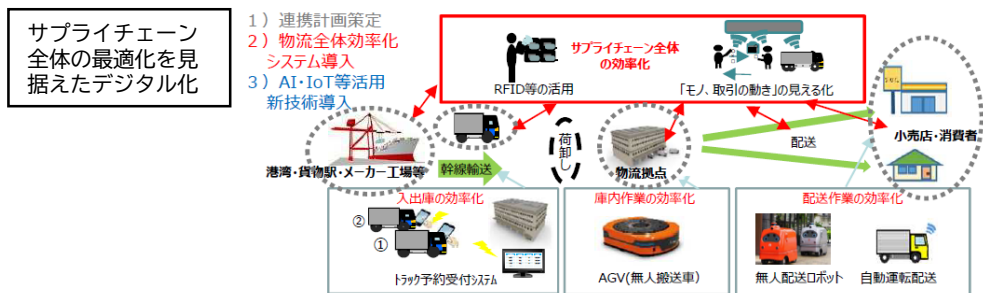 サプライチェーン
全体の最適化を見
据えたデジタル化
1）連携計画策定
2）物流全体効率化
システム導入
3）AI・IoT等活用
新技術導入
サプライチェーン全体
の効率化
RFID等の活用
「モノ、取引の動き」の見える化
港湾・貨物駅・メーカー工場等
幹線輸送
荷卸し
物流拠点
配送
小売店・消費者
入出庫の効率化
②
①
トラック予約受付システム
庫内作業の効率化
AGV(無人搬送車)
配送作業の効率化
無人配送ロボット
自動運転配送